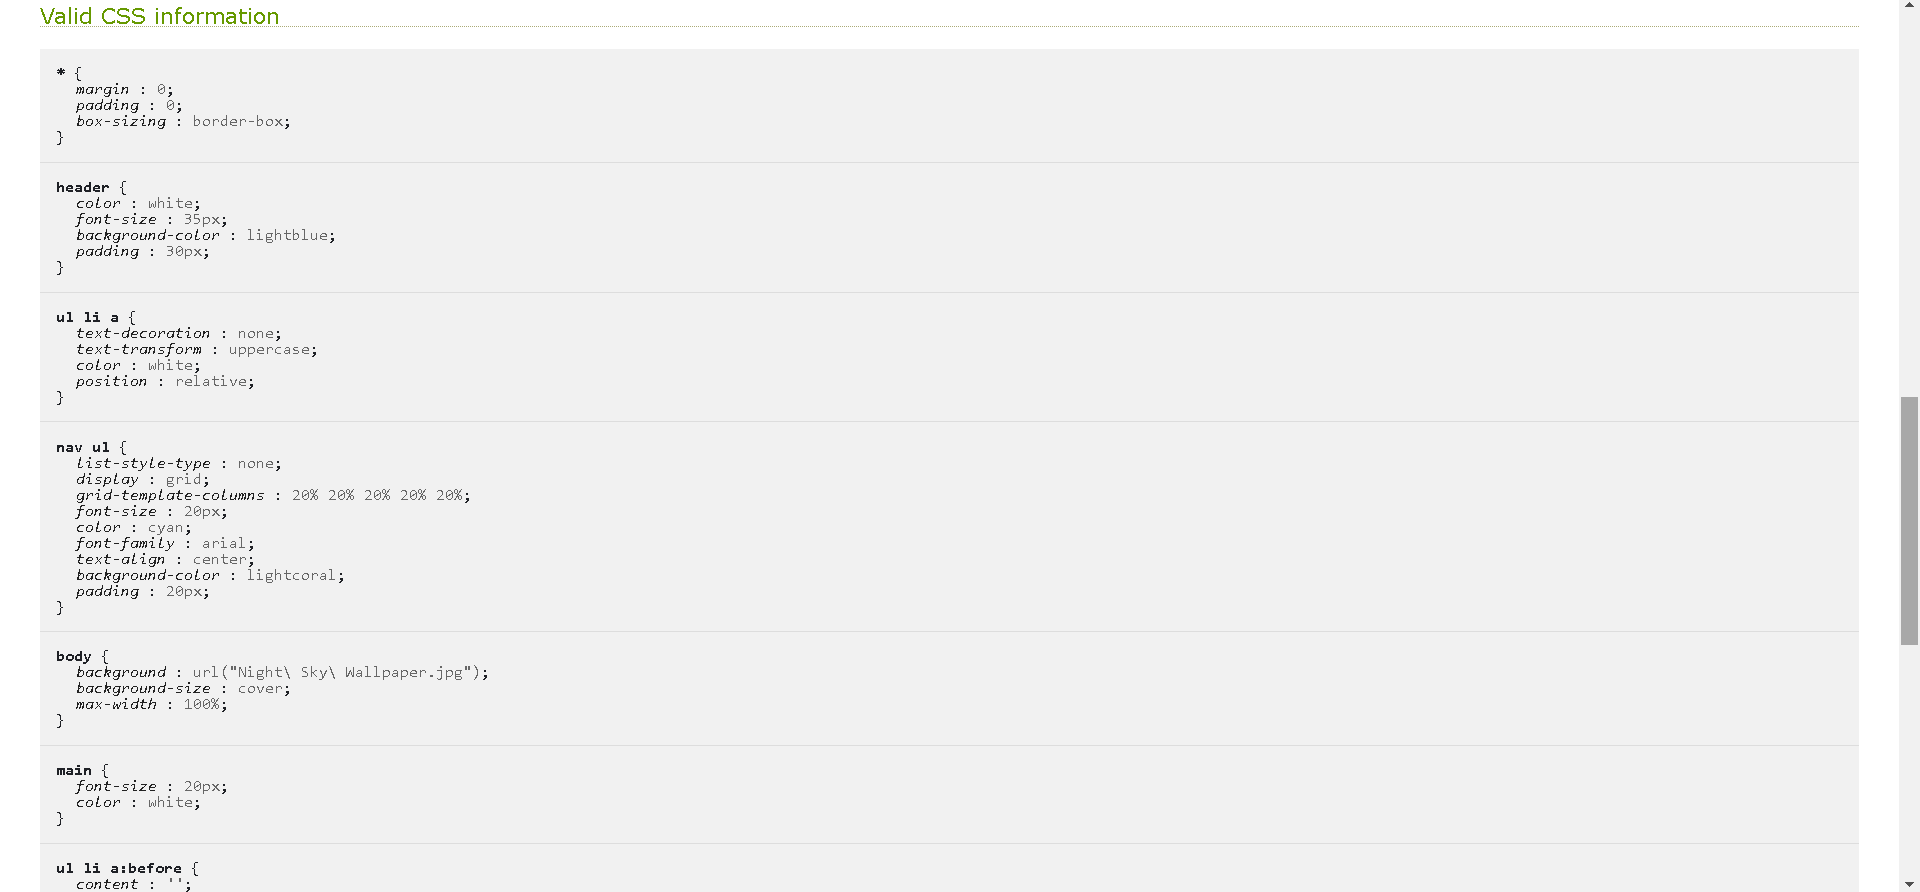 Valid CSS information
* {
margin : 0;
padding : 0;
box-sizing : border-box;
}
header {
color : white;
font-size : 35px;
background-color : lightblue;
padding : 30px;
}
ul li a {
text-decoration : none;
text-transform : uppercase;
color : white;
position : relative;
}
nav ul {
list-style-type : none;
display : grid;
grid-template-columns : 20% 20% 20% 20% 20%;
font-size : 20px;
color : cyan;
font-family : arial;
text-align : center;
background-color : lightcoral;
padding : 20px;
}
body {
background : url("Night\ Sky\ Wallpaper.jpg");
background-size : cover;
max-width : 100%;
}
main {
font-size : 20px;
color : white;
}
ul li a:before {
content : '';